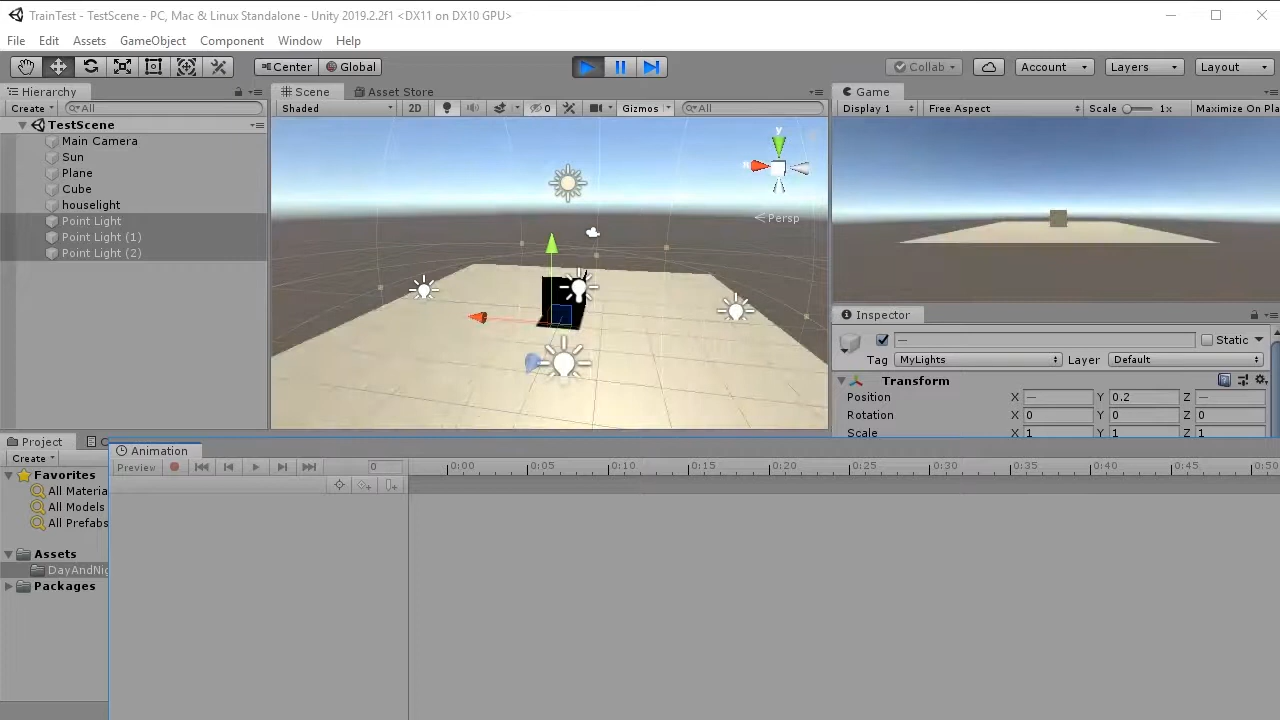 TrainTest - TestScene - PC, Mac & Linux Standalone - Unity 2019.2.2f1 <DX11 on DX10 GPU>
File Edit Assets GameObject Component Window Help
Center Global Collab Account Layers Layout
Hierarchy Scene Asset Store Game
Create All Shaded 2D 0 Gizmos All Display 1 Free Aspect Scale 1x Maximize On Pla
TestScene
Main Camera
Sun
Plane
Cube
houselight
Point Light
Point Light (1)
Point Light (2)
y
Persp
Inspector
— Static
Tag MyLights Layer Default
Transform
Position X — Y 0.2 Z —
Rotation X 0 Y 0 Z 0
Scale X 1 Y 1 Z 1
Project C
Create
Favorites
All Materia
All Models
All Prefabs
Assets
DayAndNig
Packages
Animation
Preview 0 0:00 0:05 0:10 0:15 0:20 0:25 0:30 0:35 0:40 0:45 0:50